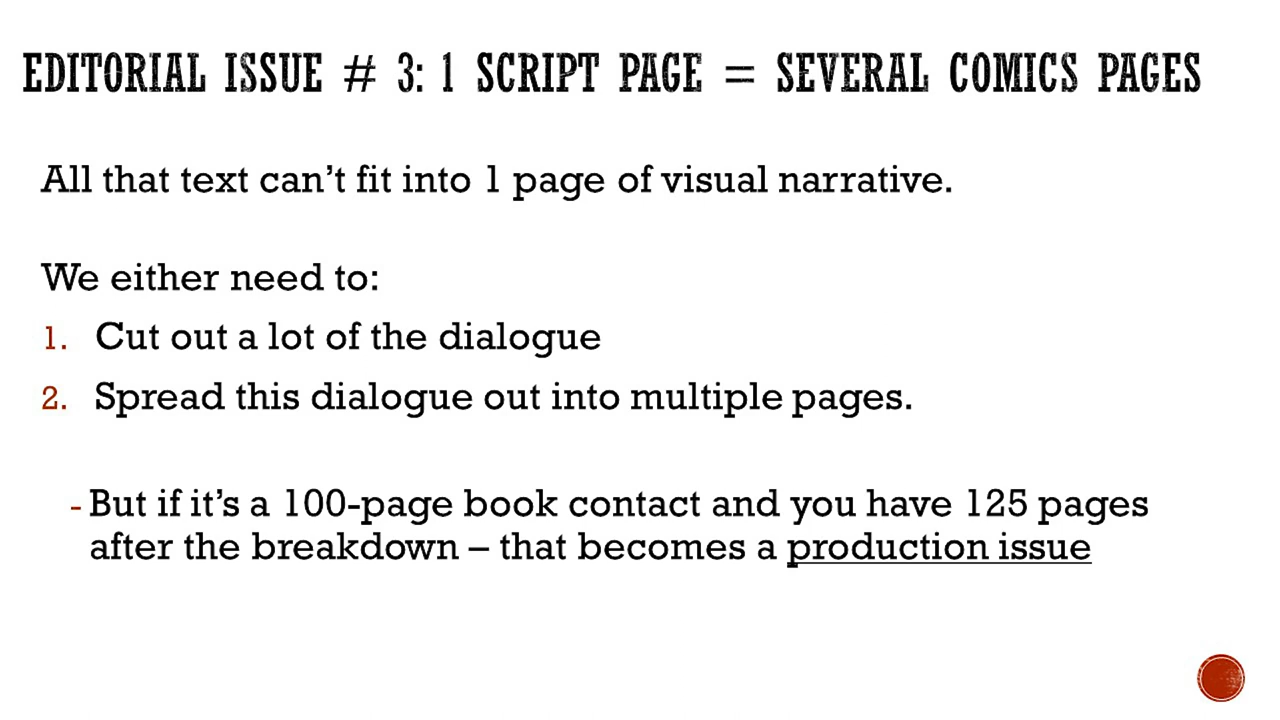 EDITORIAL ISSUE # 3: 1 SCRIPT PAGE = SEVERAL COMICS PAGES
All that text can’t fit into 1 page of visual narrative.
We either need to:
1. Cut out a lot of the dialogue
2. Spread this dialogue out into multiple pages.
- But if it’s a 100-page book contact and you have 125 pages
after the breakdown – that becomes a production issue